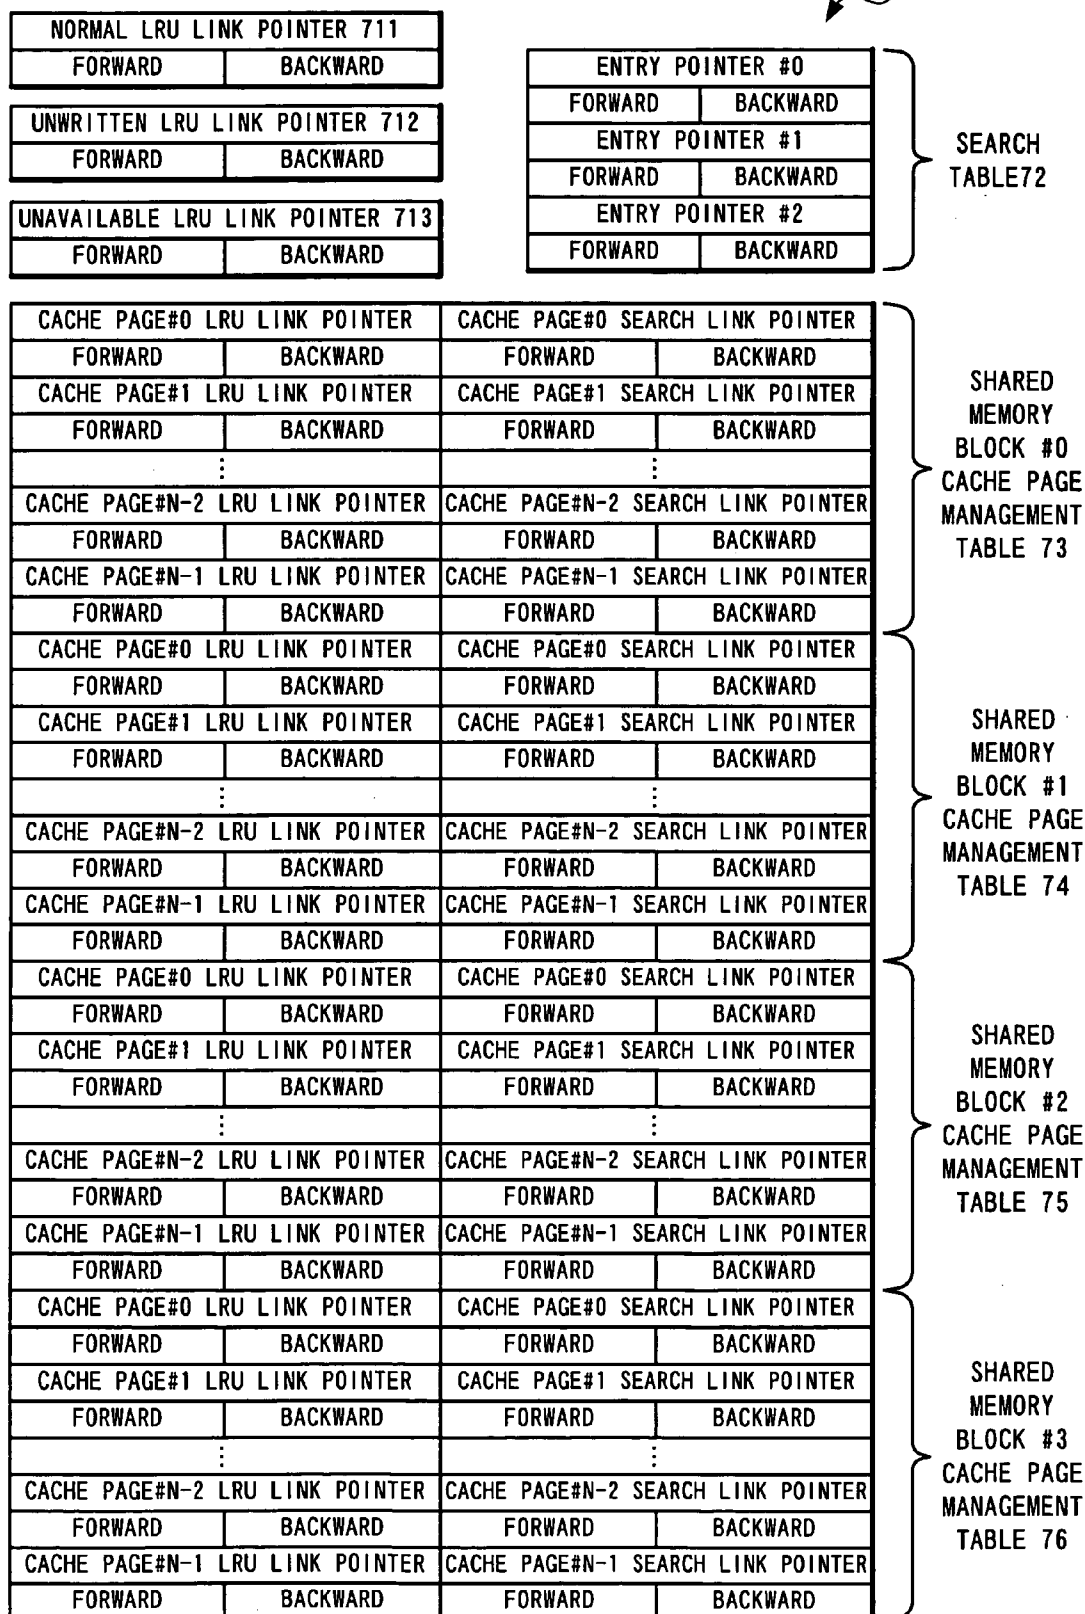 NORMAL LRU LINK POINTER 711
FORWARD BACKWARD
UNWRITTEN LRU LINK POINTER 712
FORWARD BACKWARD
UNAVAILABLE LRU LINK POINTER 713
FORWARD BACKWARD
ENTRY POINTER #0
FORWARD BACKWARD
ENTRY POINTER #1
FORWARD BACKWARD
ENTRY POINTER #2
FORWARD BACKWARD
SEARCH
TABLE72
CACHE PAGE#0 LRU LINK POINTER CACHE PAGE#0 SEARCH LINK POINTER
FORWARD BACKWARD FORWARD BACKWARD
CACHE PAGE#1 LRU LINK POINTER CACHE PAGE#1 SEARCH LINK POINTER
FORWARD BACKWARD FORWARD BACKWARD
⋮ ⋮
CACHE PAGE#N-2 LRU LINK POINTER CACHE PAGE#N-2 SEARCH LINK POINTER
FORWARD BACKWARD FORWARD BACKWARD
CACHE PAGE#N-1 LRU LINK POINTER CACHE PAGE#N-1 SEARCH LINK POINTER
FORWARD BACKWARD FORWARD BACKWARD
SHARED
MEMORY
BLOCK #0
CACHE PAGE
MANAGEMENT
TABLE 73
CACHE PAGE#0 LRU LINK POINTER CACHE PAGE#0 SEARCH LINK POINTER
FORWARD BACKWARD FORWARD BACKWARD
CACHE PAGE#1 LRU LINK POINTER CACHE PAGE#1 SEARCH LINK POINTER
FORWARD BACKWARD FORWARD BACKWARD
⋮ ⋮
CACHE PAGE#N-2 LRU LINK POINTER CACHE PAGE#N-2 SEARCH LINK POINTER
FORWARD BACKWARD FORWARD BACKWARD
CACHE PAGE#N-1 LRU LINK POINTER CACHE PAGE#N-1 SEARCH LINK POINTER
FORWARD BACKWARD FORWARD BACKWARD
SHARED
MEMORY
BLOCK #1
CACHE PAGE
MANAGEMENT
TABLE 74
CACHE PAGE#0 LRU LINK POINTER CACHE PAGE#0 SEARCH LINK POINTER
FORWARD BACKWARD FORWARD BACKWARD
CACHE PAGE#1 LRU LINK POINTER CACHE PAGE#1 SEARCH LINK POINTER
FORWARD BACKWARD FORWARD BACKWARD
⋮ ⋮
CACHE PAGE#N-2 LRU LINK POINTER CACHE PAGE#N-2 SEARCH LINK POINTER
FORWARD BACKWARD FORWARD BACKWARD
CACHE PAGE#N-1 LRU LINK POINTER CACHE PAGE#N-1 SEARCH LINK POINTER
FORWARD BACKWARD FORWARD BACKWARD
SHARED
MEMORY
BLOCK #2
CACHE PAGE
MANAGEMENT
TABLE 75
CACHE PAGE#0 LRU LINK POINTER CACHE PAGE#0 SEARCH LINK POINTER
FORWARD BACKWARD FORWARD BACKWARD
CACHE PAGE#1 LRU LINK POINTER CACHE PAGE#1 SEARCH LINK POINTER
FORWARD BACKWARD FORWARD BACKWARD
⋮ ⋮
CACHE PAGE#N-2 LRU LINK POINTER CACHE PAGE#N-2 SEARCH LINK POINTER
FORWARD BACKWARD FORWARD BACKWARD
CACHE PAGE#N-1 LRU LINK POINTER CACHE PAGE#N-1 SEARCH LINK POINTER
FORWARD BACKWARD FORWARD BACKWARD
SHARED
MEMORY
BLOCK #3
CACHE PAGE
MANAGEMENT
TABLE 76